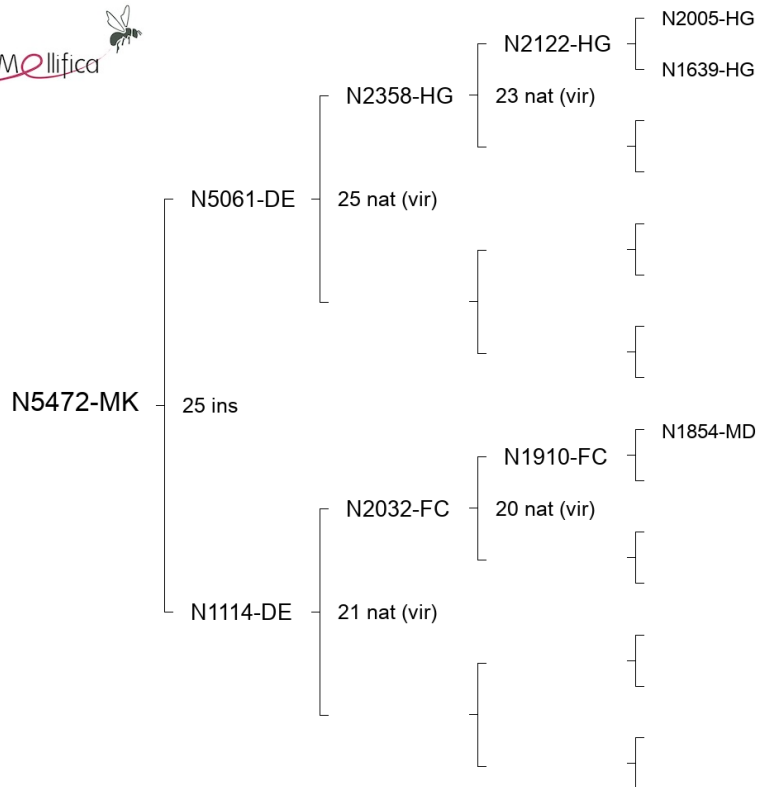 Mellifica
N2005-HG
N2122-HG
N1639-HG
N2358-HG
23 nat (vir)
N5061-DE
25 nat (vir)
N5472-MK
25 ins
N1854-MD
N1910-FC
N2032-FC
20 nat (vir)
N1114-DE
21 nat (vir)